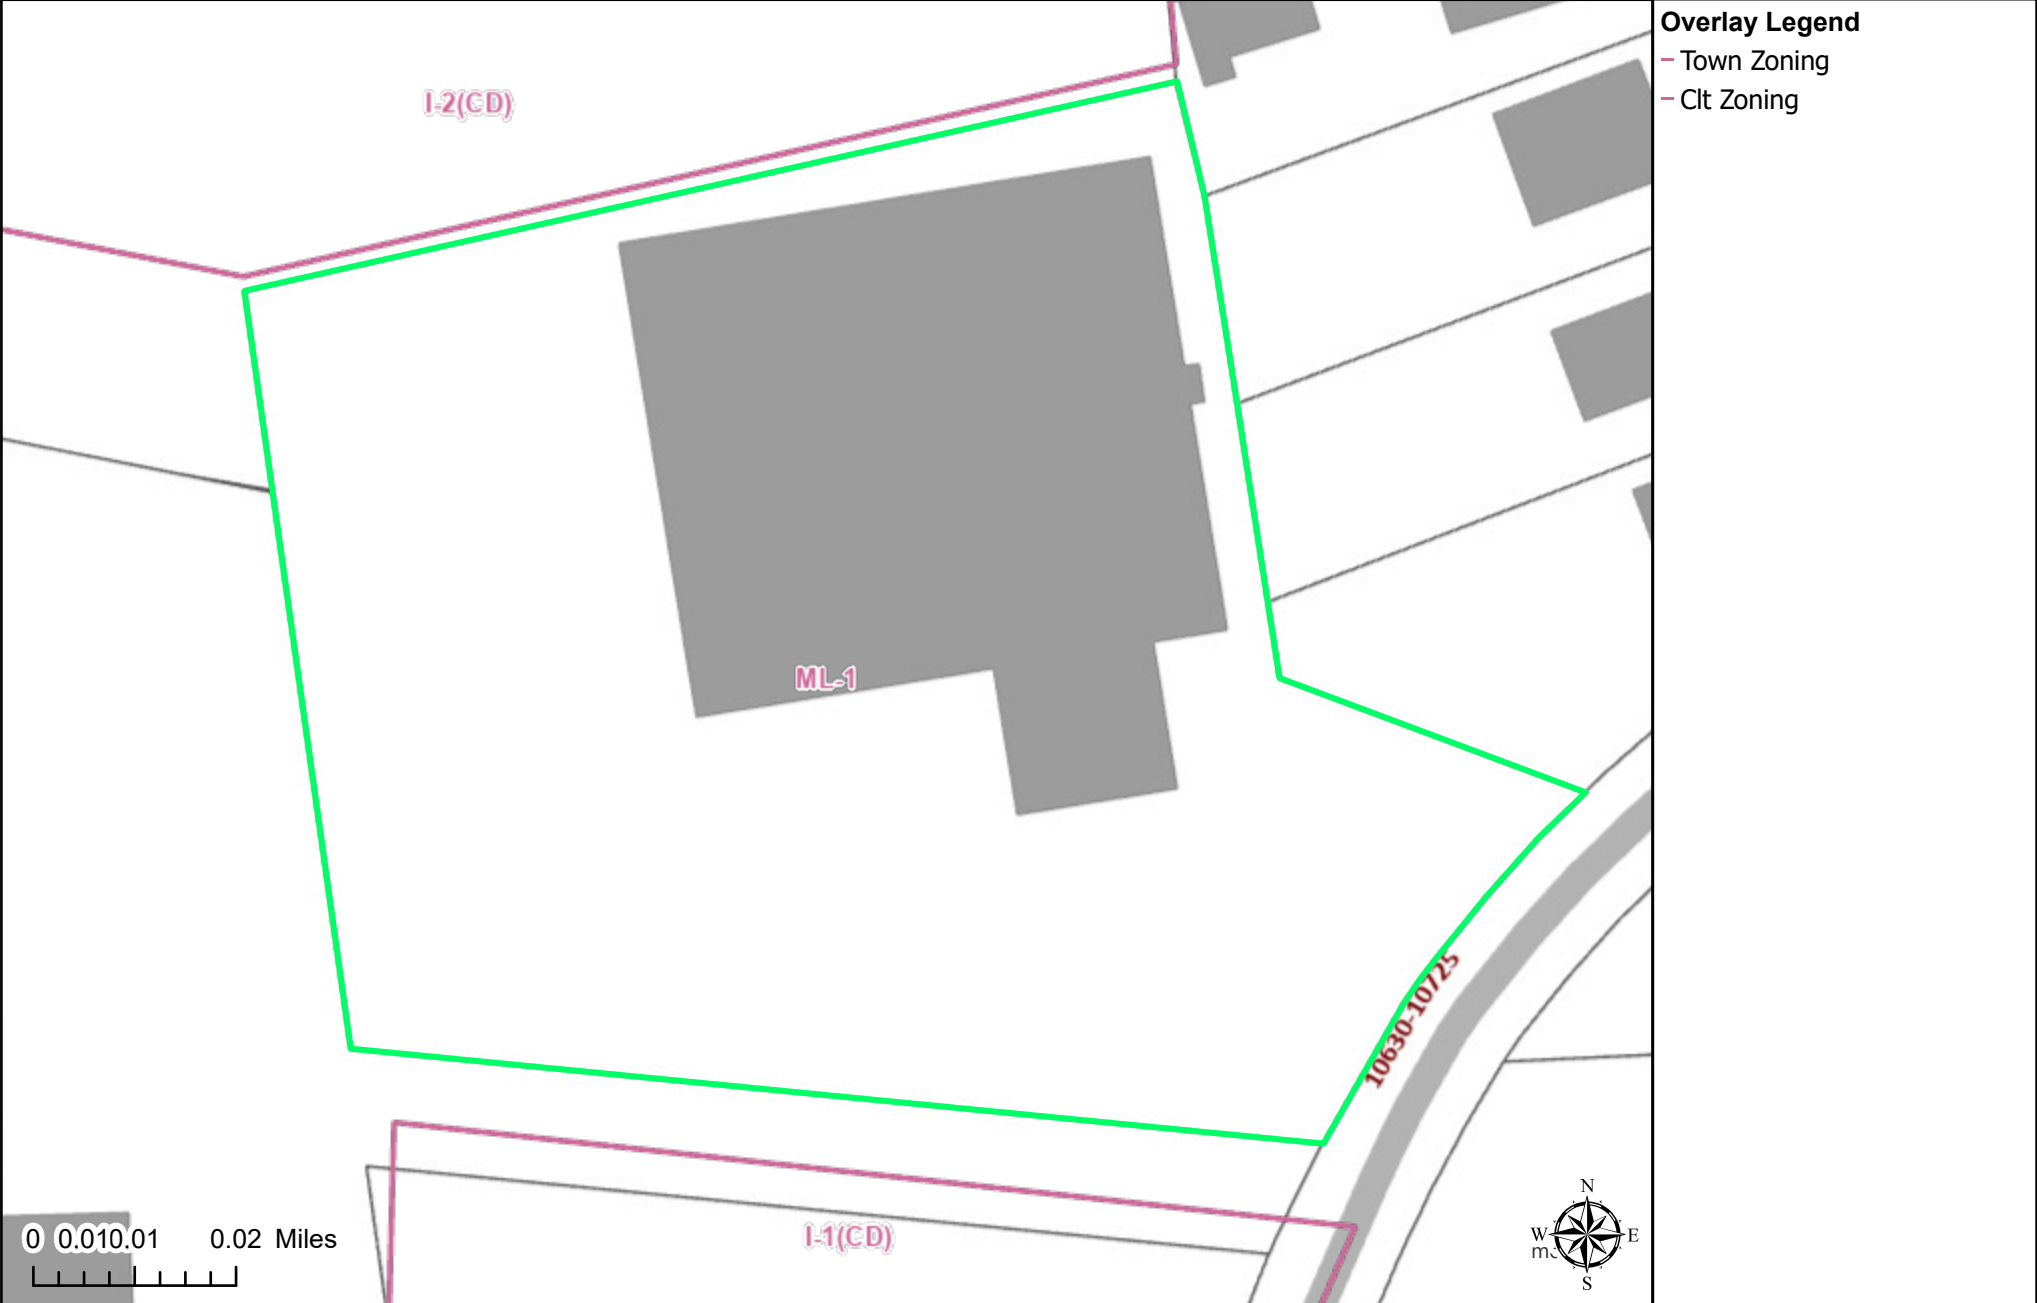 Overlay Legend
Town Zoning
Clt Zoning
I-2(CD)
ML-1
10630-10725
I-1(CD)
0 0.010.01 0.02 Miles
N
W E
S